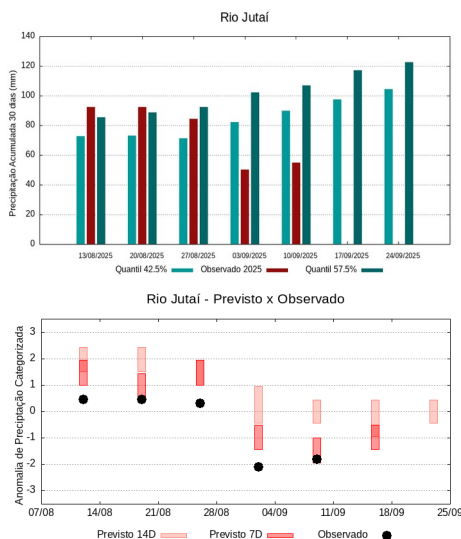 Rio Jutaí
Precipitação Acumulada 30 dias (mm)
140
120
100
80
60
40
20
0
13/08/2025 20/08/2025 27/08/2025 03/09/2025 10/09/2025 17/09/2025 24/09/2025
Quantil 42.5% Observado 2025 Quantil 57.5%
Rio Jutaí - Previsto x Observado
Anomalia de Preciptação Categorizada
3
2
1
0
-1
-2
-3
07/08 14/08 21/08 28/08 04/09 11/09 18/09 25/09
Previsto 14D Previsto 7D Observado